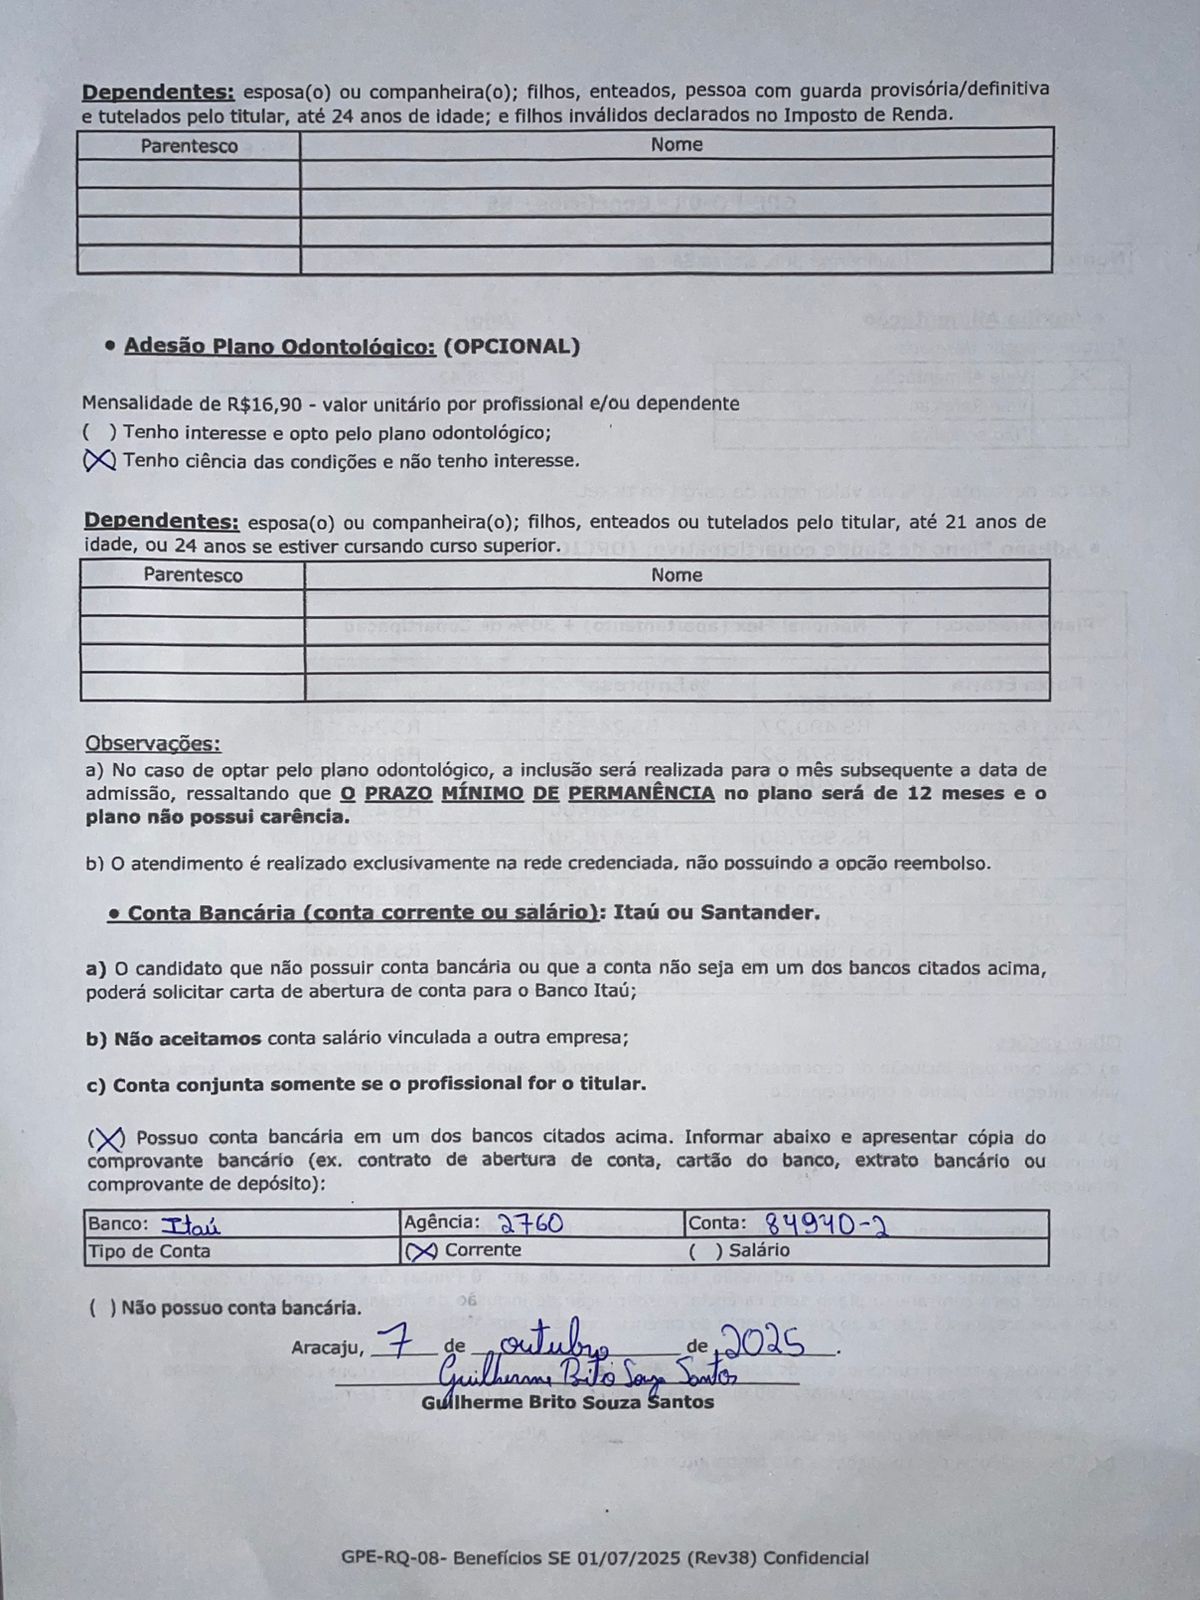 Dependentes: esposa(o) ou companheira(o); filhos, enteados, pessoa com guarda provisória/definitiva
e tutelados pelo titular, até 24 anos de idade; e filhos inválidos declarados no Imposto de Renda.
Parentesco Nome
• Adesão Plano Odontológico: (OPCIONAL)
Mensalidade de R$16,90 - valor unitário por profissional e/ou dependente
( ) Tenho interesse e opto pelo plano odontológico;
(X) Tenho ciência das condições e não tenho interesse.
Dependentes: esposa(o) ou companheira(o); filhos, enteados ou tutelados pelo titular, até 21 anos de
idade, ou 24 anos se estiver cursando curso superior.
Parentesco Nome
Observações:
a) No caso de optar pelo plano odontológico, a inclusão será realizada para o mês subsequente a data de
admissão, ressaltando que O PRAZO MÍNIMO DE PERMANÊNCIA no plano será de 12 meses e o
plano não possui carência.
b) O atendimento é realizado exclusivamente na rede credenciada, não possuindo a opção reembolso.
• Conta Bancária (conta corrente ou salário): Itaú ou Santander.
a) O candidato que não possuir conta bancária ou que a conta não seja em um dos bancos citados acima,
poderá solicitar carta de abertura de conta para o Banco Itaú;
b) Não aceitamos conta salário vinculada a outra empresa;
c) Conta conjunta somente se o profissional for o titular.
(X) Possuo conta bancária em um dos bancos citados acima. Informar abaixo e apresentar cópia do
comprovante bancário (ex. contrato de abertura de conta, cartão do banco, extrato bancário ou
comprovante de depósito):
Banco: Itaú Agência: 2760 Conta: 84940-2
Tipo de Conta (X) Corrente ( ) Salário
( ) Não possuo conta bancária.
Aracaju, 7 de outubro de 2025.
Guilherme Brito Souza Santos
Guilherme Brito Souza Santos
GPE-RQ-08- Benefícios SE 01/07/2025 (Rev38) Confidencial